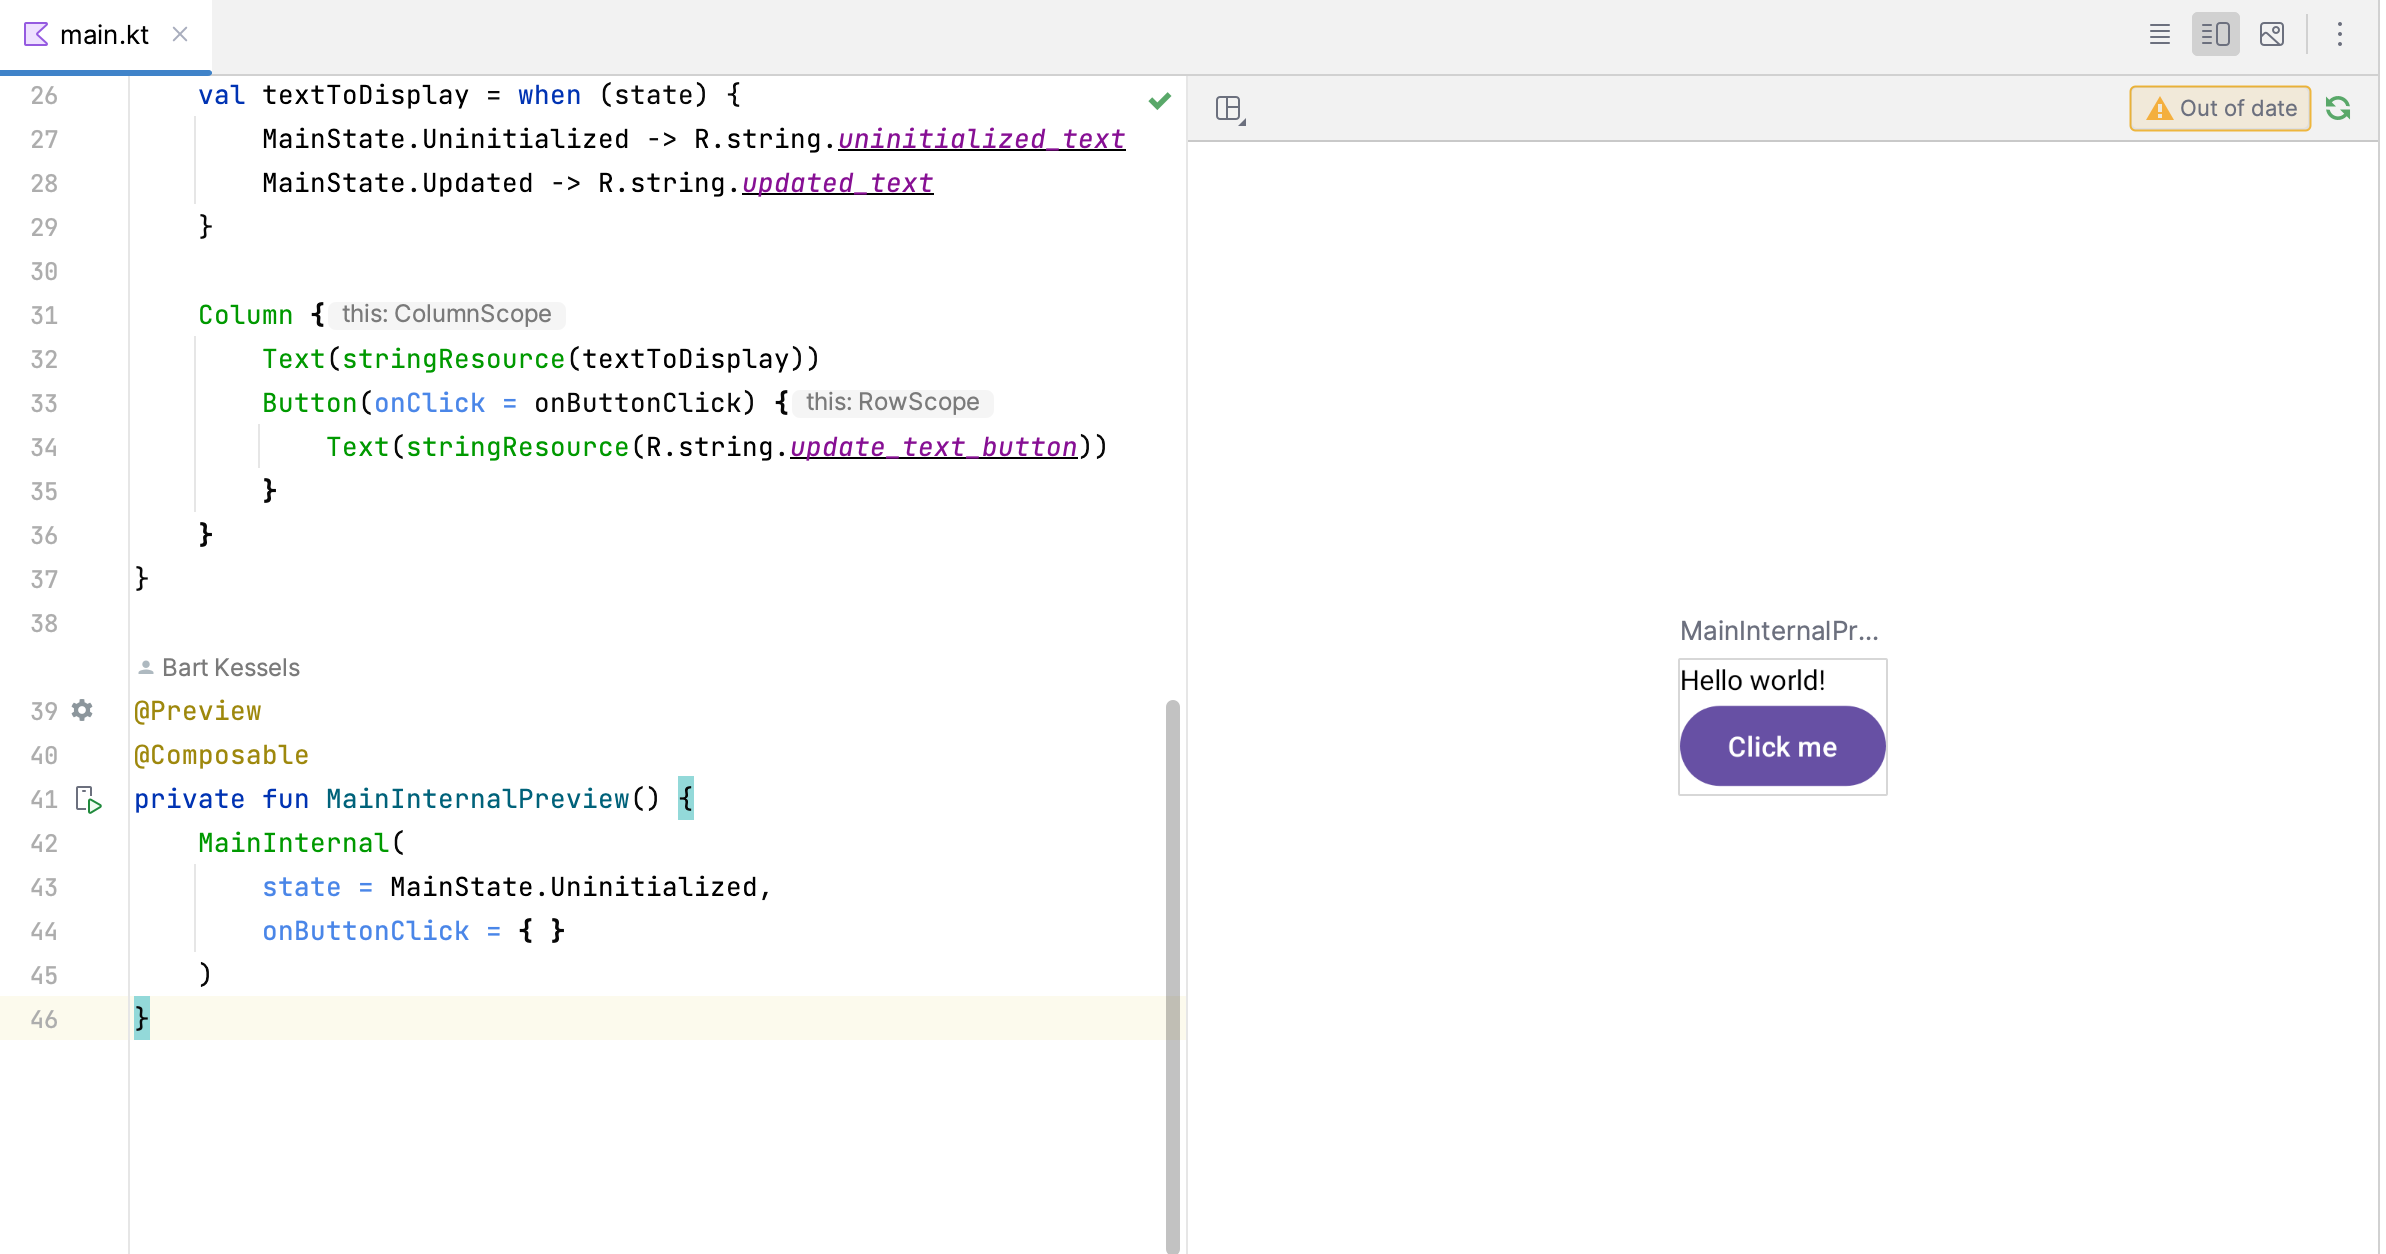 main.kt
26 val textToDisplay = when (state) {
27 MainState.Uninitialized -> R.string.uninitialized_text
28 MainState.Updated -> R.string.updated_text
29 }
30
31 Column { this: ColumnScope
32 Text(stringResource(textToDisplay))
33 Button(onClick = onButtonClick) { this: RowScope
34 Text(stringResource(R.string.update_text_button))
35 }
36 }
37 }
38
Bart Kessels
39 @Preview
40 @Composable
41 private fun MainInternalPreview() {
42 MainInternal(
43 state = MainState.Uninitialized,
44 onButtonClick = { }
45 )
46 }
Out of date
MainInternalPr...
Hello world!
Click me